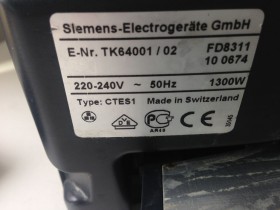 Siemens-Electrogeräte GmbH
E-Nr. TK64001 / 02 FD8311
10 0674
220-240V ~ 50Hz 1300W
Type: CTES1 Made in Switzerland